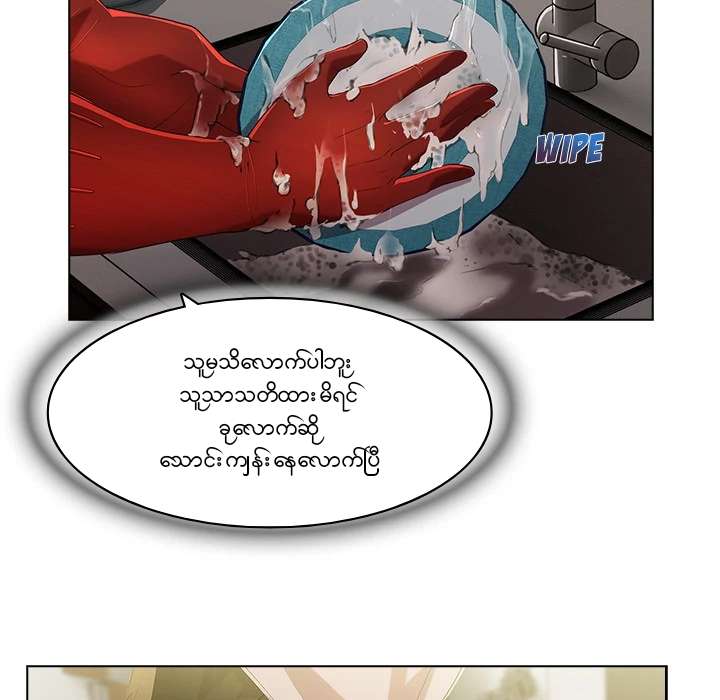 WIPE
သူမသိလောက်ပါဘူး
သူသာသတိထားမိရင်
ခုလောက်ဆို
သောင်းကျန်းနေလောက်ပြီ